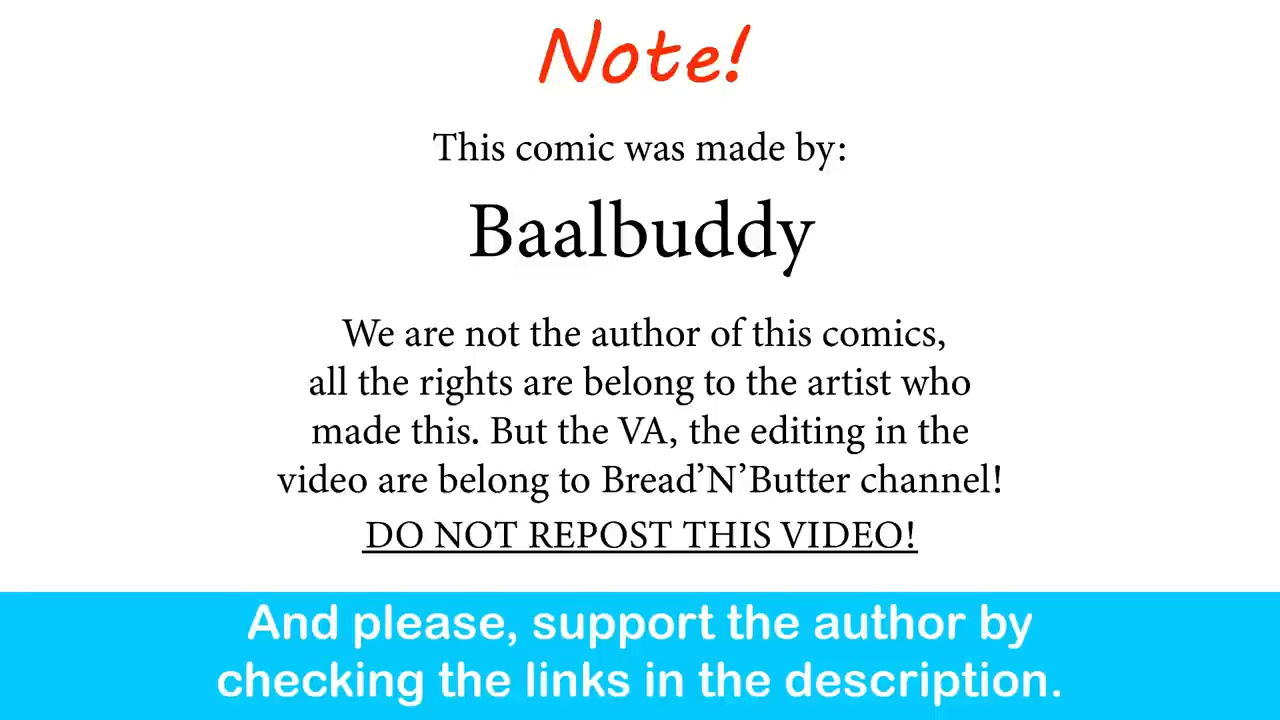 Note!
This comic was made by:
Baalbuddy
We are not the author of this comics,
all the rights are belong to the artist who
made this. But the VA, the editing in the
video are belong to Bread’N’Butter channel!
DO NOT REPOST THIS VIDEO!
And please, support the author by
checking the links in the description.